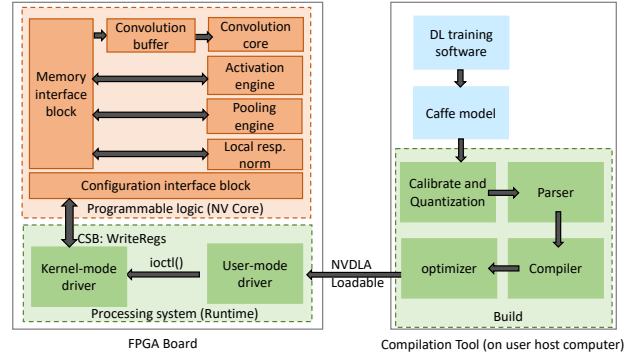 Convolution
buffer
Convolution
core
Memory
interface
block
Activation
engine
Pooling
engine
Local resp.
norm
Configuration interface block
Programmable logic (NV Core)
CSB: WriteRegs
Kernel-mode
driver
ioctl()
User-mode
driver
Processing system (Runtime)
FPGA Board
NVDLA
Loadable
DL training
software
Caffe model
Calibrate and
Quantization
Parser
optimizer
Compiler
Build
Compilation Tool (on user host computer)